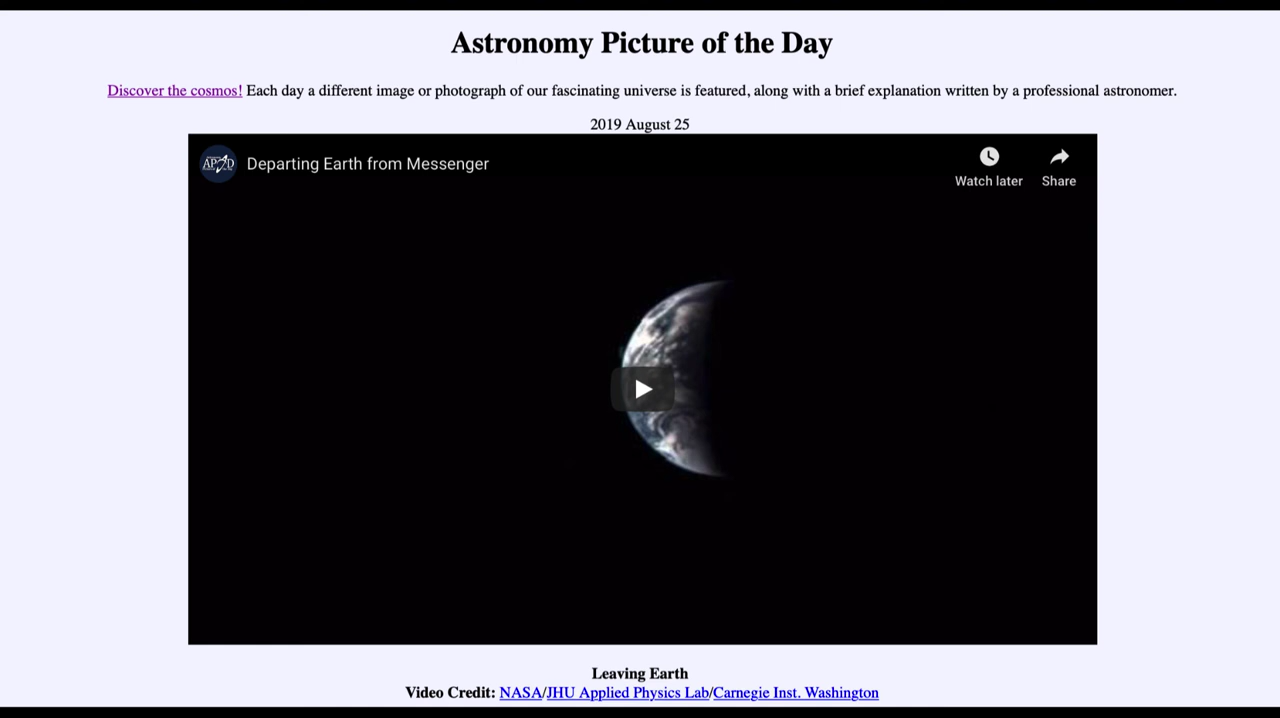 Astronomy Picture of the Day
Discover the cosmos! Each day a different image or photograph of our fascinating universe is featured, along with a brief explanation written by a professional astronomer.
2019 August 25
APOD
Departing Earth from Messenger
Watch later
Share
Leaving Earth
Video Credit: NASA/JHU Applied Physics Lab/Carnegie Inst. Washington